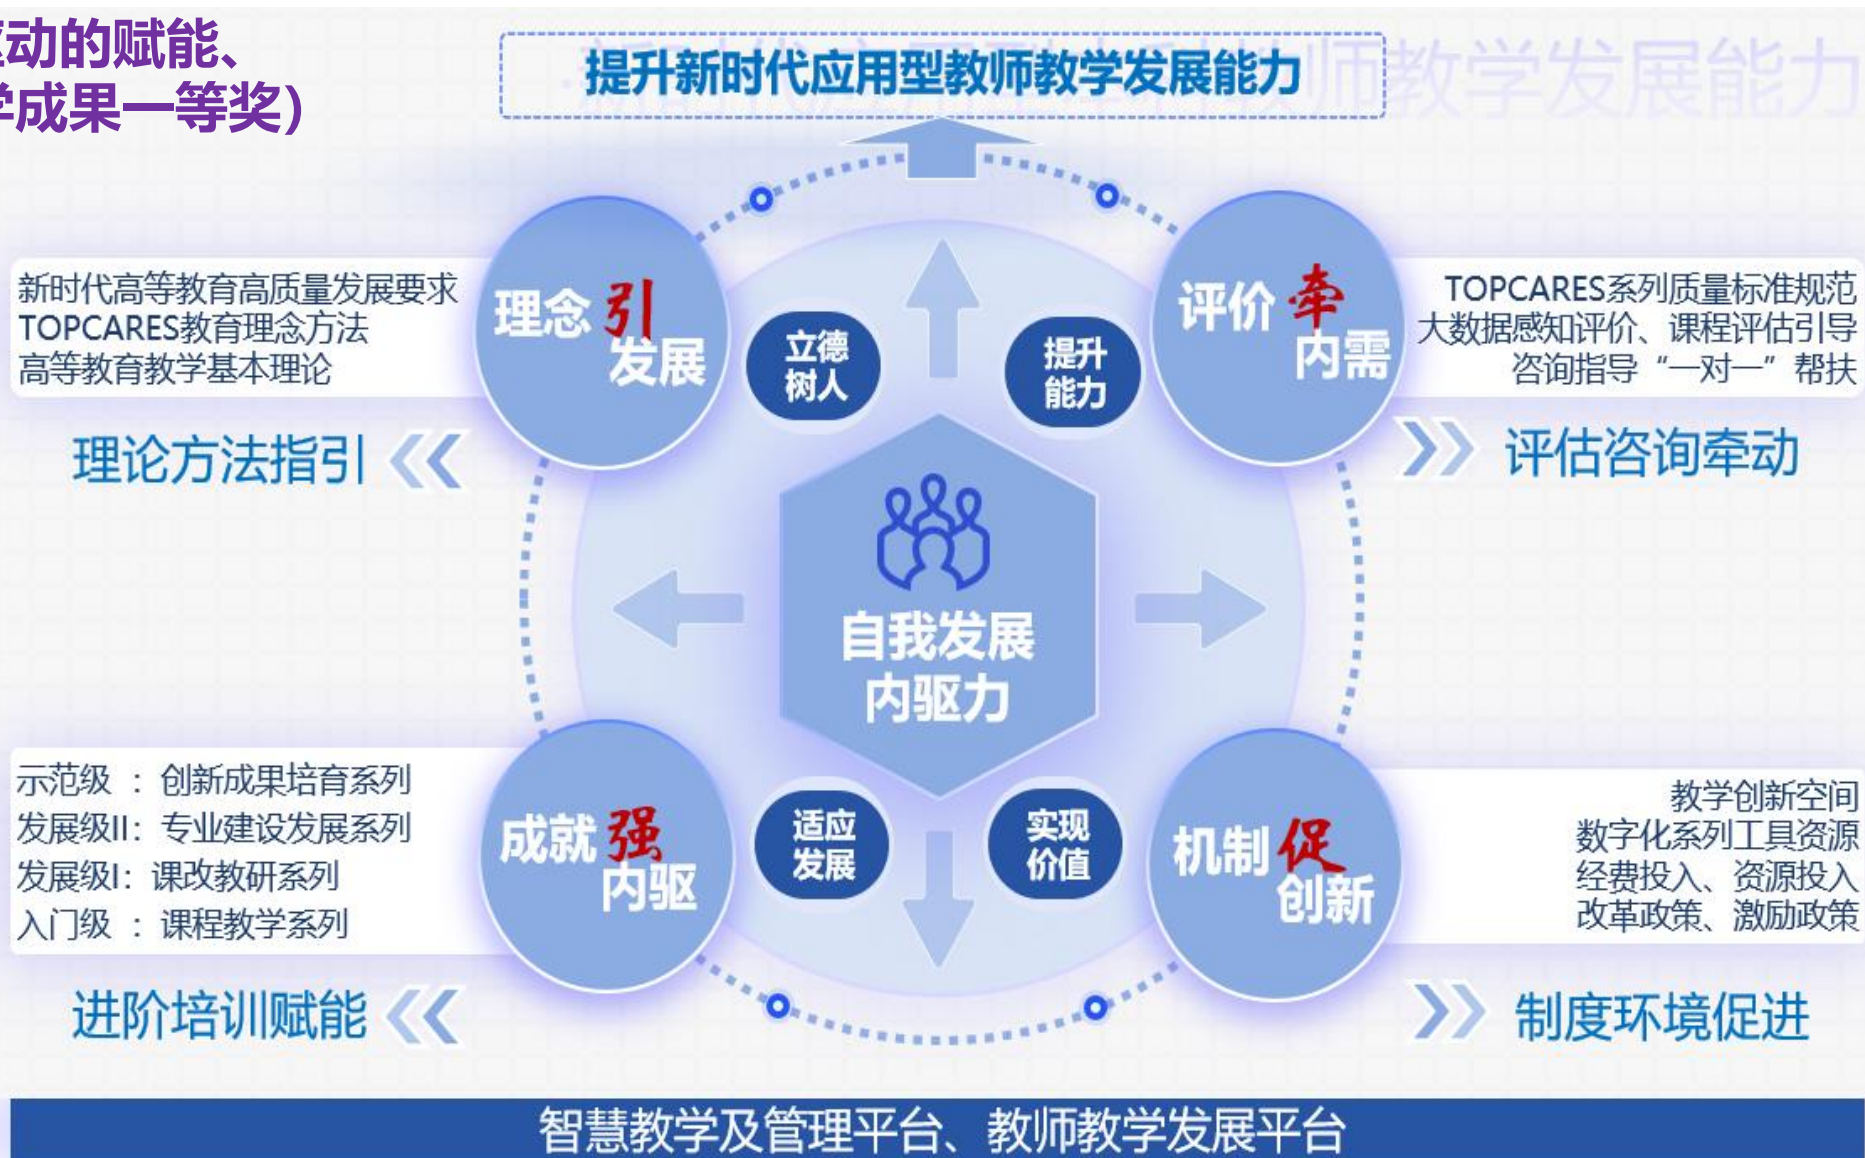 动的赋能、
学成果一等奖）
提升新时代应用型教师教学发展能力
师教学发展能力
新时代高等教育高质量发展要求
TOPCARES教育理念方法
高等教育教学基本理论
理念引
发展
理论方法指引
立德
树人
提升
能力
评价牵
内需
TOPCARES系列质量标准规范
大数据感知评价、课程评估引导
咨询指导“一对一”帮扶
评估咨询牵动
自我发展
内驱力
示范级 ：创新成果培育系列
发展级II：专业建设发展系列
发展级I：课改教研系列
入门级 ：课程教学系列
成就强
内驱
进阶培训赋能
适应
发展
实现
价值
机制促
创新
教学创新空间
数字化系列工具资源
经费投入、资源投入
改革政策、激励政策
制度环境促进
智慧教学及管理平台、教师教学发展平台